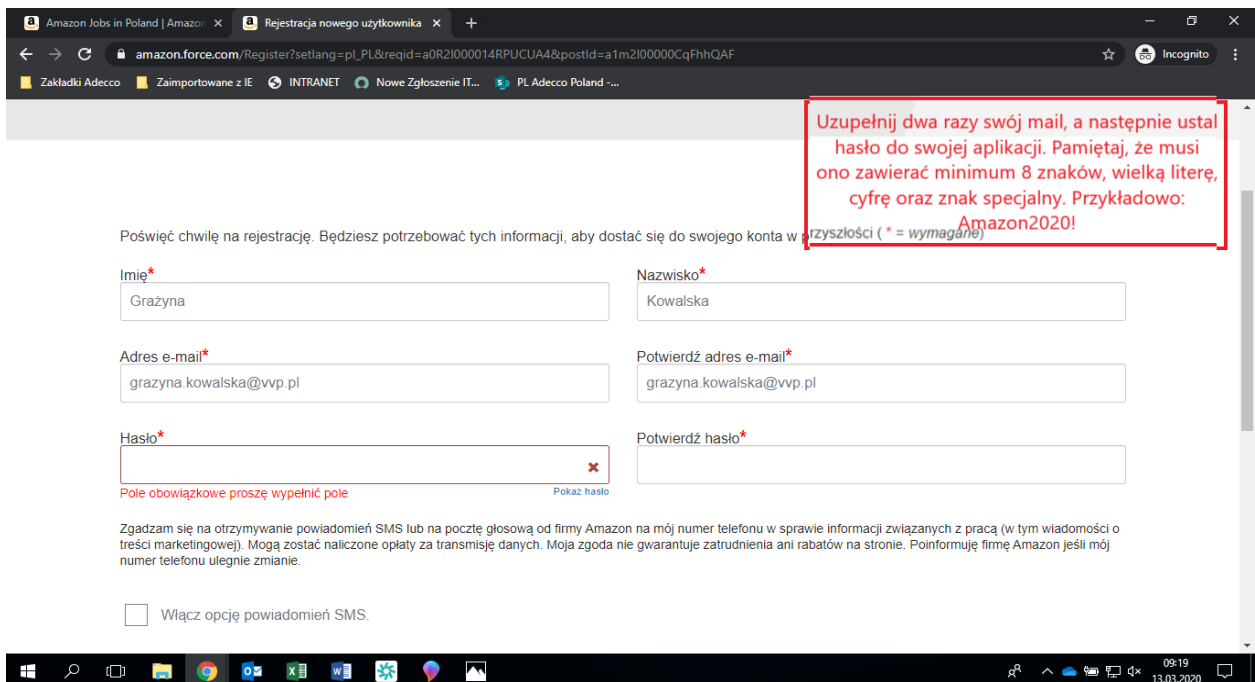 Amazon Jobs in Poland | Amazon
Rejestracja nowego użytkownika
amazon.force.com/Register?setlang=pl_PL&reqid=a0R2I000014RPUCUA4&postId=a1m2I00000CqFhhQAF
Incognito
Zakładki Adecco
Zaimportowane z IE
INTRANET
Nowe Zgłoszenie IT...
PL Adecco Poland -...
Uzupełnij dwa razy swój mail, a następnie ustal
hasło do swojej aplikacji. Pamiętaj, że musi
ono zawierać minimum 8 znaków, wielką literę,
cyfrę oraz znak specjalny. Przykładowo:
Amazon2020!
Poświęć chwilę na rejestrację. Będziesz potrzebować tych informacji, aby dostać się do swojego konta w przyszłości ( * = wymagane)
Imię*
Nazwisko*
Grażyna
Kowalska
Adres e-mail*
Potwierdź adres e-mail*
grazyna.kowalska@vvp.pl
grazyna.kowalska@vvp.pl
Hasło*
Potwierdź hasło*
Pole obowiązkowe proszę wypełnić pole
Pokaż hasło
Zgadzam się na otrzymywanie powiadomień SMS lub na pocztę głosową od firmy Amazon na mój numer telefonu w sprawie informacji związanych z pracą (w tym wiadomości o
treści marketingowej). Mogą zostać naliczone opłaty za transmisję danych. Moja zgoda nie gwarantuje zatrudnienia ani rabatów na stronie. Poinformuję firmę Amazon jeśli mój
numer telefonu ulegnie zmianie.
Włącz opcję powiadomień SMS.
09:19
13.03.2020